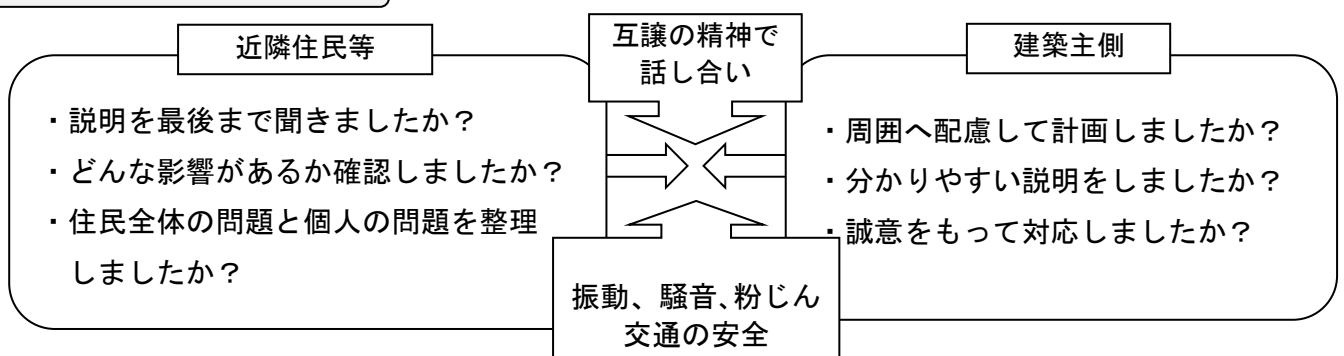 近隣住民等
・説明を最後まで聞きましたか？
・どんな影響があるか確認しましたか？
・住民全体の問題と個人の問題を整理
しましたか？
互譲の精神で
話し合い
振動、騒音、粉じん
交通の安全
建築主側
・周囲へ配慮して計画しましたか？
・分かりやすい説明をしましたか？
・誠意をもって対応しましたか？